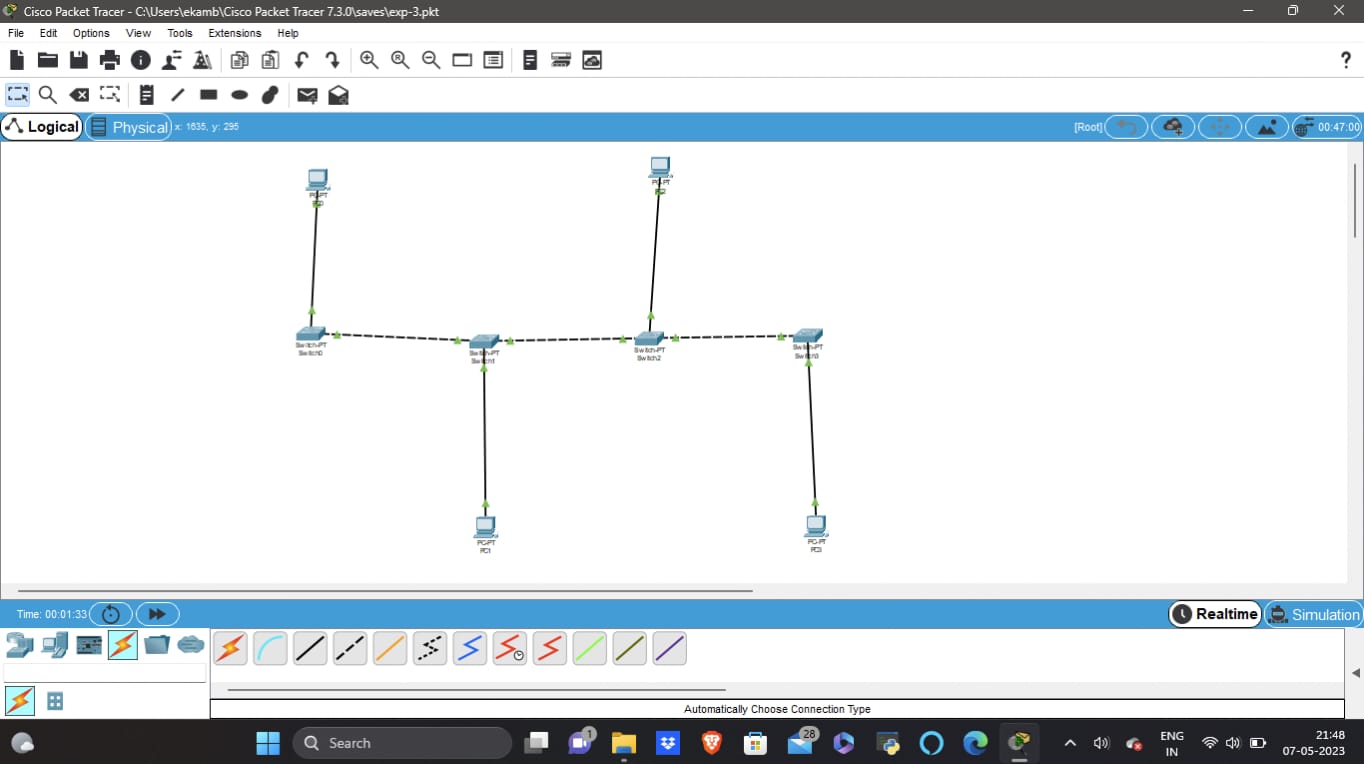 Cisco Packet Tracer - C:\Users\ekamb\Cisco Packet Tracer 7.3.0\saves\exp-3.pkt
File Edit Options View Tools Extensions Help
?
Logical Physical x: 1635, y: 295 [Root] 00:47:00
PC-PT
PC0
PC-PT
PC2
Switch-PT
Switch0
Switch-PT
Switch1
Switch-PT
Switch2
Switch-PT
Switch3
PC-PT
PC1
PC-PT
PC3
Time: 00:01:33 Realtime Simulation
Automatically Choose Connection Type
Search 1 28 ENG 21:48
IN 07-05-2023